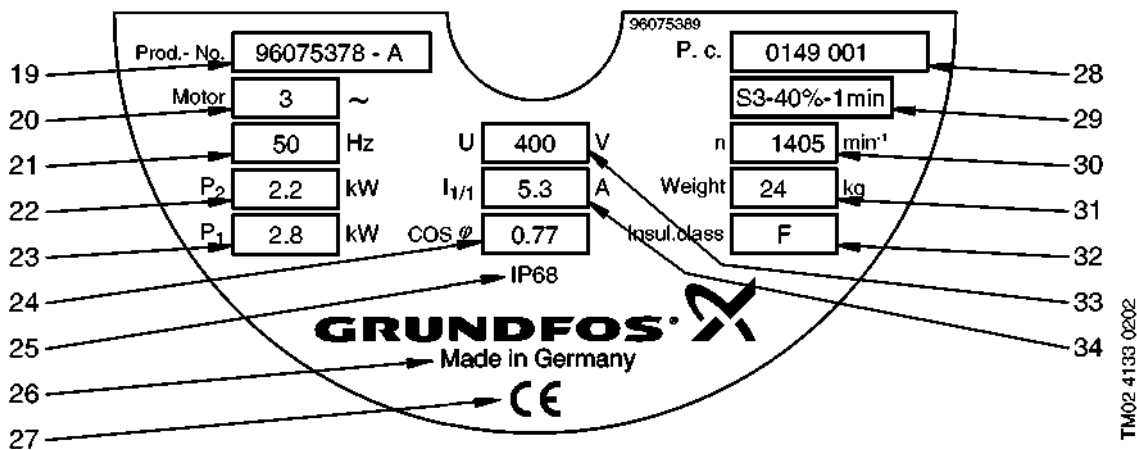 96075389
Prod.- No. 96075378 - A P. c. 0149 001
19 28
Motor 3 ~ S3-40%-1min
20 29
50 Hz U 400 V n 1405 min⁻¹
21 30
P₂ 2.2 kW I₁/₁ 5.3 A Weight 24 kg
22 31
P₁ 2.8 kW COS φ 0.77 Insul.class F
23 32
IP68
24 33
GRUNDFOS
25 34
Made in Germany
26
CE
27
TM02 4133 0202